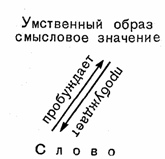 Умственный образ
смысловое значение
пробуждает
пробуждает
Слово